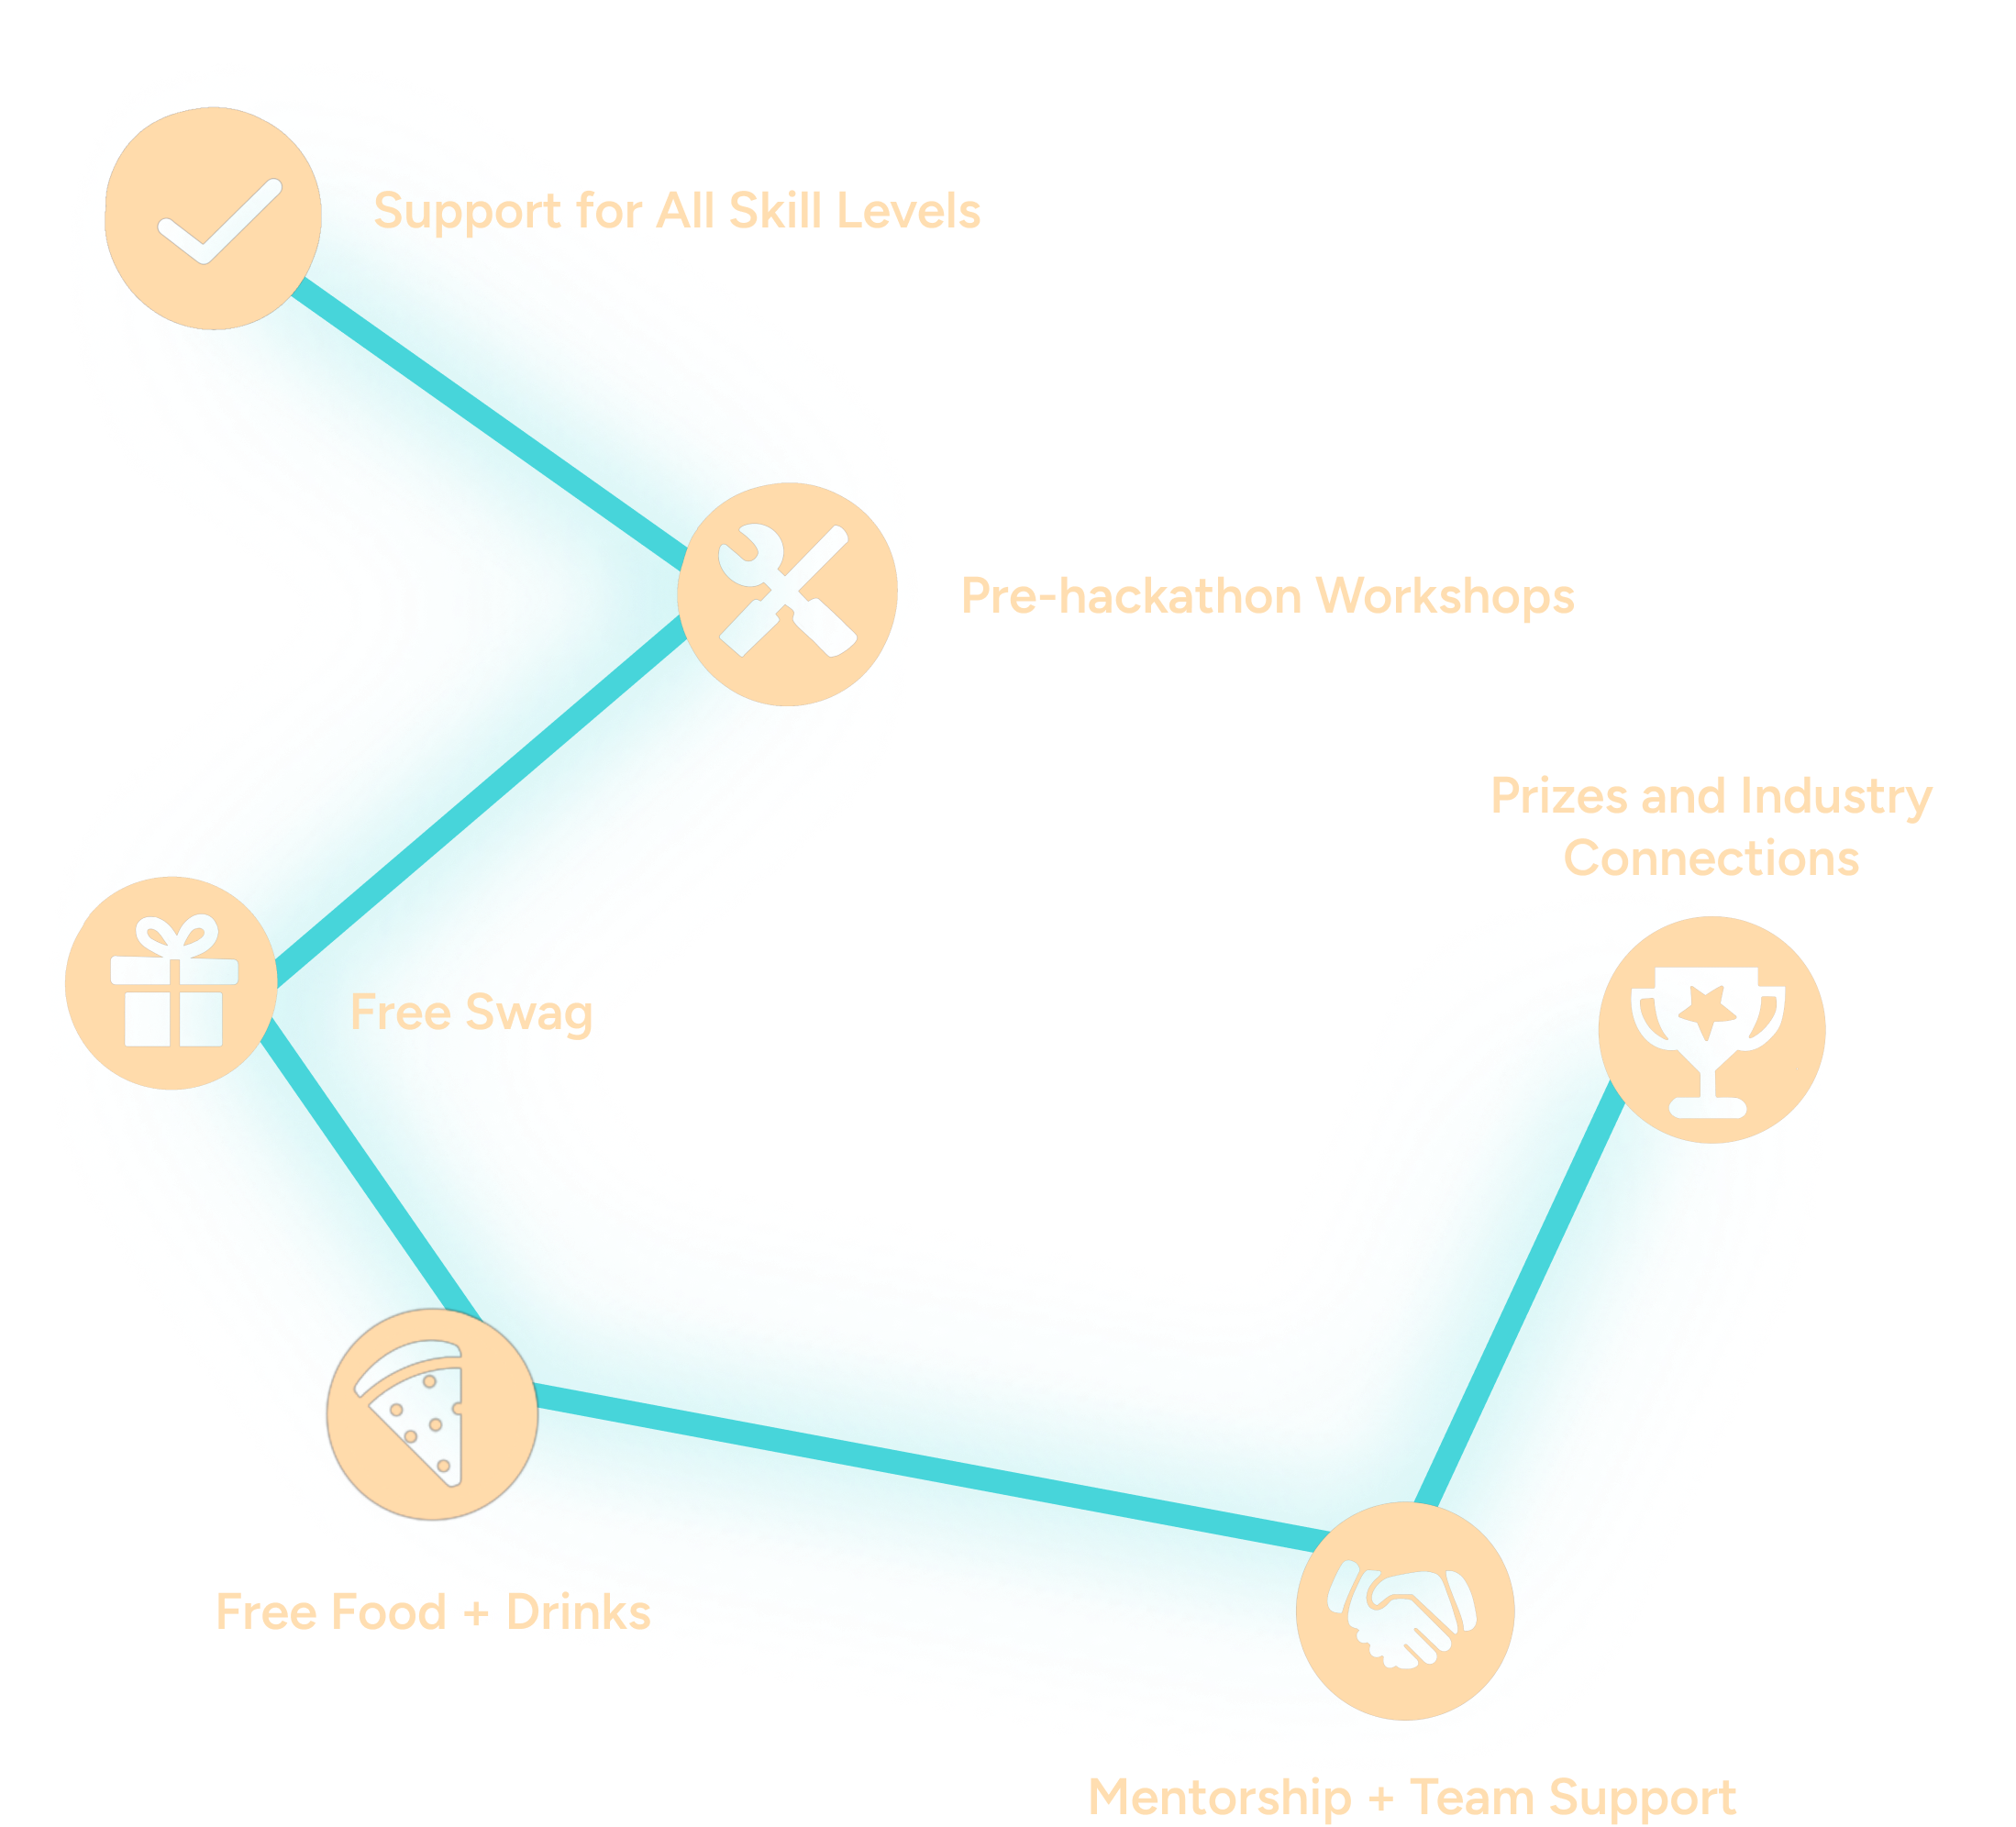 Support for All Skill Levels
Pre-hackathon Workshops
Prizes and Industry
Connections
Free Swag
Free Food + Drinks
Mentorship + Team Support